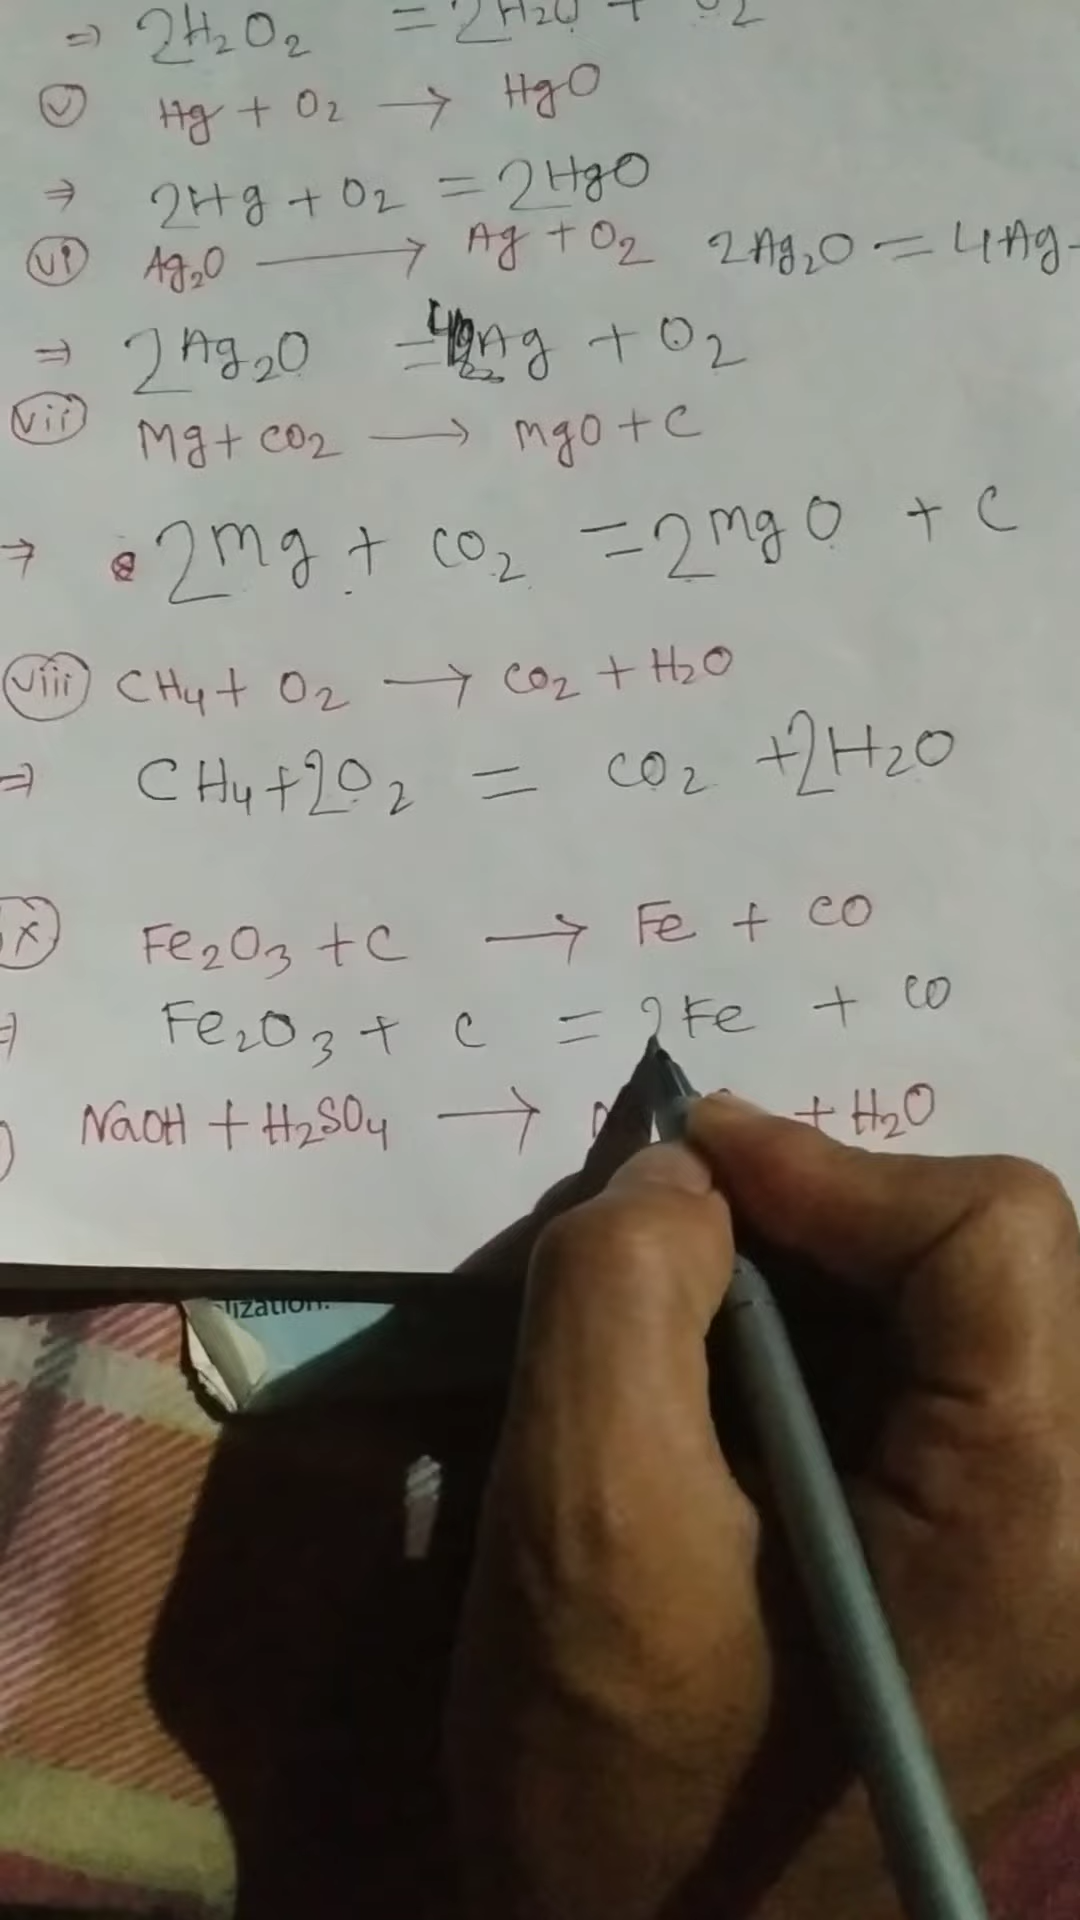 ⇒ 2H₂O₂ = 2H₂O + O₂
(v) Hg + O₂ → HgO
⇒ 2Hg + O₂ = 2HgO
(vi) Ag₂O → Ag + O₂ 2Ag₂O = 4Ag
⇒ 2Ag₂O = 4Ag + O₂
(vii) Mg + CO₂ → MgO + C
⇒ 2Mg + CO₂ = 2MgO + C
(viii) CH₄ + O₂ → CO₂ + H₂O
⇒ CH₄ + 2O₂ = CO₂ + 2H₂O
Fe₂O₃ + C → Fe + CO
⇒ Fe₂O₃ + C = 2Fe + CO
NaOH + H₂SO₄ → + H₂O